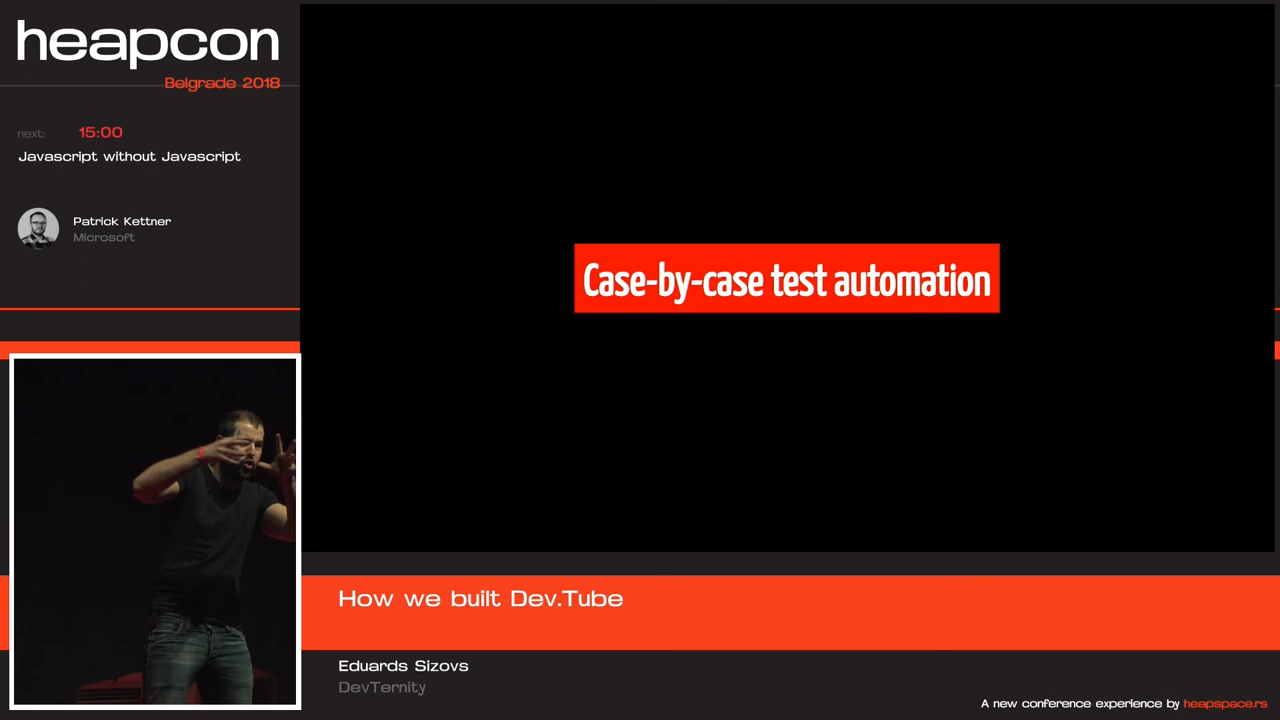 heapcon
Belgrade 2018
next: 15:00
Javascript without Javascript
Patrick Kettner
Microsoft
Case-by-case test automation
How we built Dev.Tube
Eduards Sizovs
DevTernity
A new conference experience by heapspace.rs